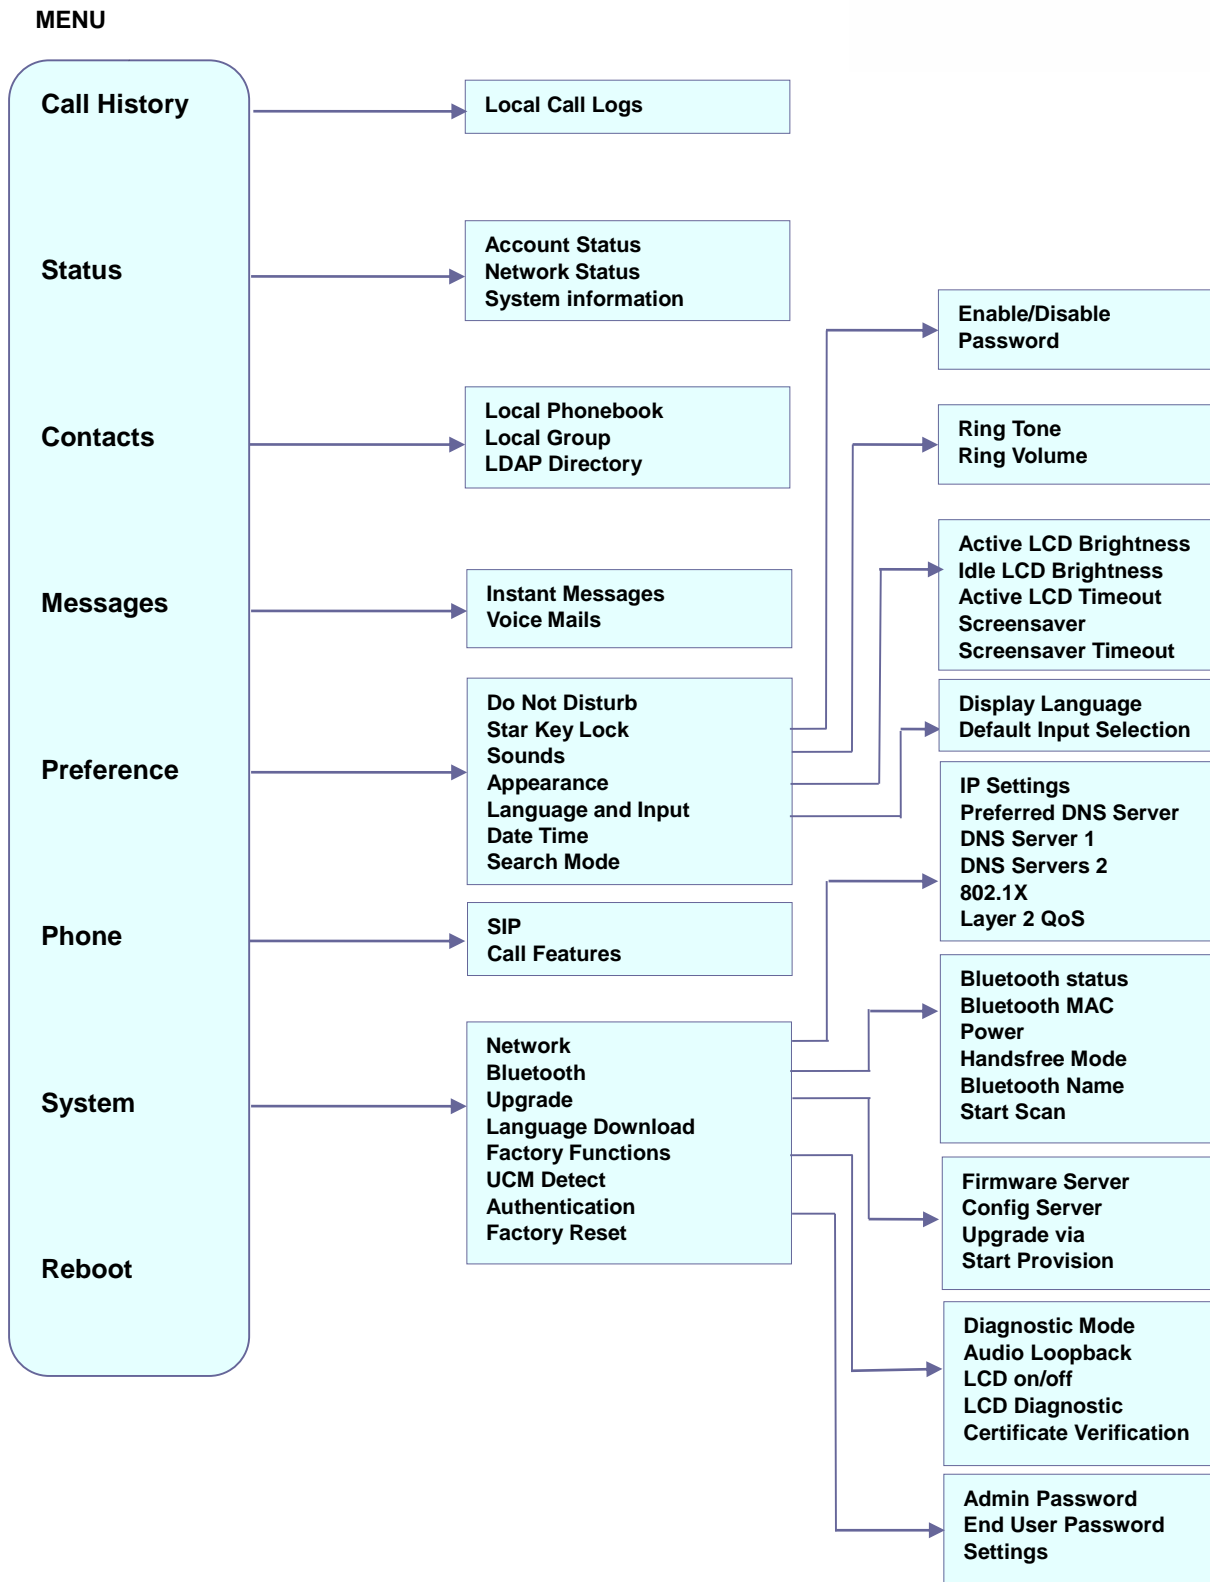 MENU
Call History
Status
Contacts
Messages
Preference
Phone
System
Reboot
Local Call Logs
Account Status
Network Status
System information
Local Phonebook
Local Group
LDAP Directory
Instant Messages
Voice Mails
Do Not Disturb
Star Key Lock
Sounds
Appearance
Language and Input
Date Time
Search Mode
SIP
Call Features
Network
Bluetooth
Upgrade
Language Download
Factory Functions
UCM Detect
Authentication
Factory Reset
Enable/Disable
Password
Ring Tone
Ring Volume
Active LCD Brightness
Idle LCD Brightness
Active LCD Timeout
Screensaver
Screensaver Timeout
Display Language
Default Input Selection
IP Settings
Preferred DNS Server
DNS Server 1
DNS Servers 2
802.1X
Layer 2 QoS
Bluetooth status
Bluetooth MAC
Power
Handsfree Mode
Bluetooth Name
Start Scan
Firmware Server
Config Server
Upgrade via
Start Provision
Diagnostic Mode
Audio Loopback
LCD on/off
LCD Diagnostic
Certificate Verification
Admin Password
End User Password
Settings